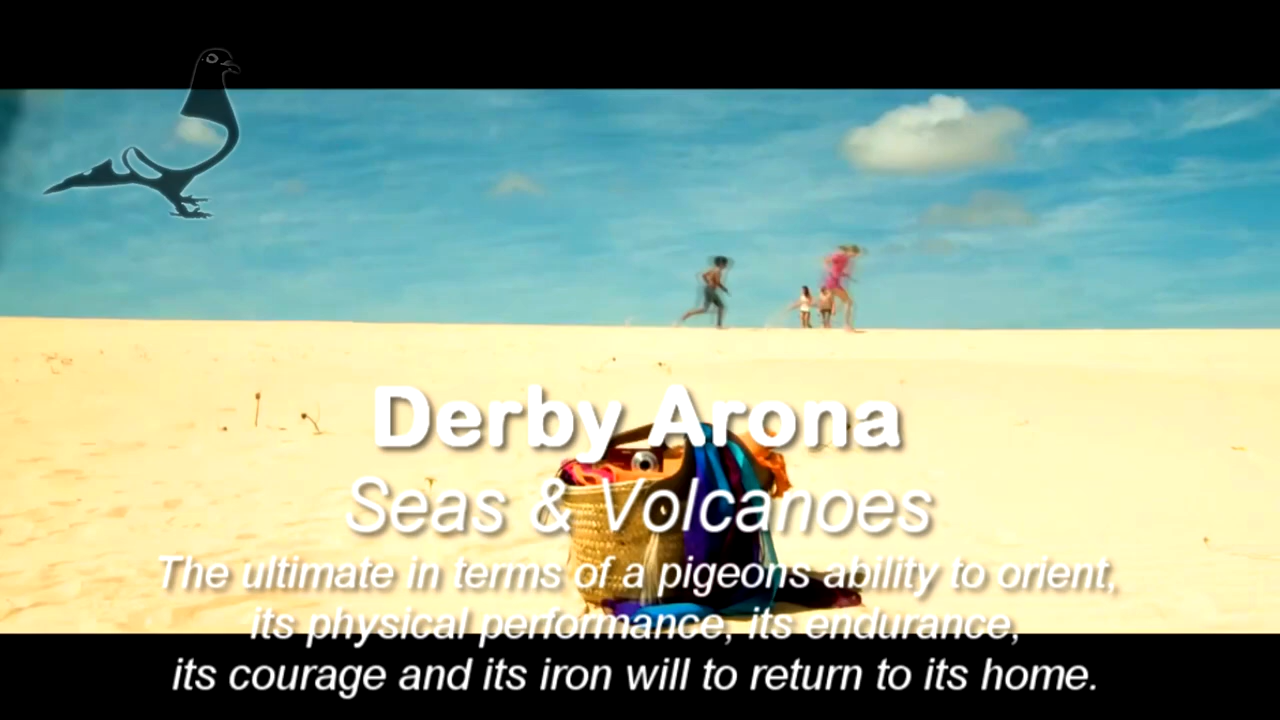 Derby Arona
Seas & Volcanoes
The ultimate in terms of a pigeons ability to orient,
its physical performance, its endurance,
its courage and its iron will to return to its home.